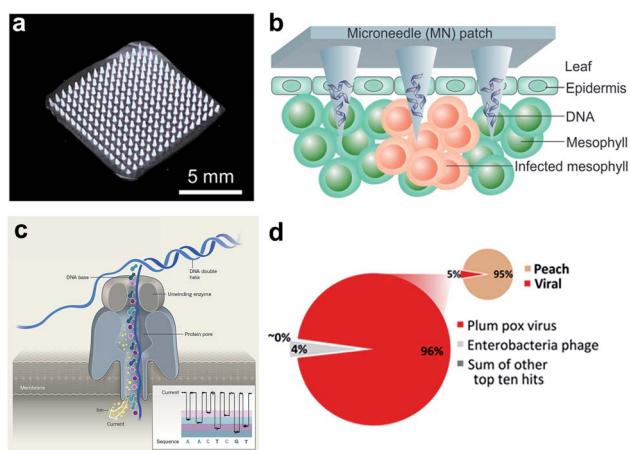 a
5 mm
b
Microneedle (MN) patch
Leaf
Epidermis
DNA
Mesophyll
Infected mesophyll
c
DNA base
DNA double
helix
Unwinding enzyme
Protein pore
Membrane
Ion
Current
Current
Sequence A A C T C G T
d
5%
95%
Peach
Viral
~0%
4%
96%
Plum pox virus
Enterobacteria phage
Sum of other
top ten hits